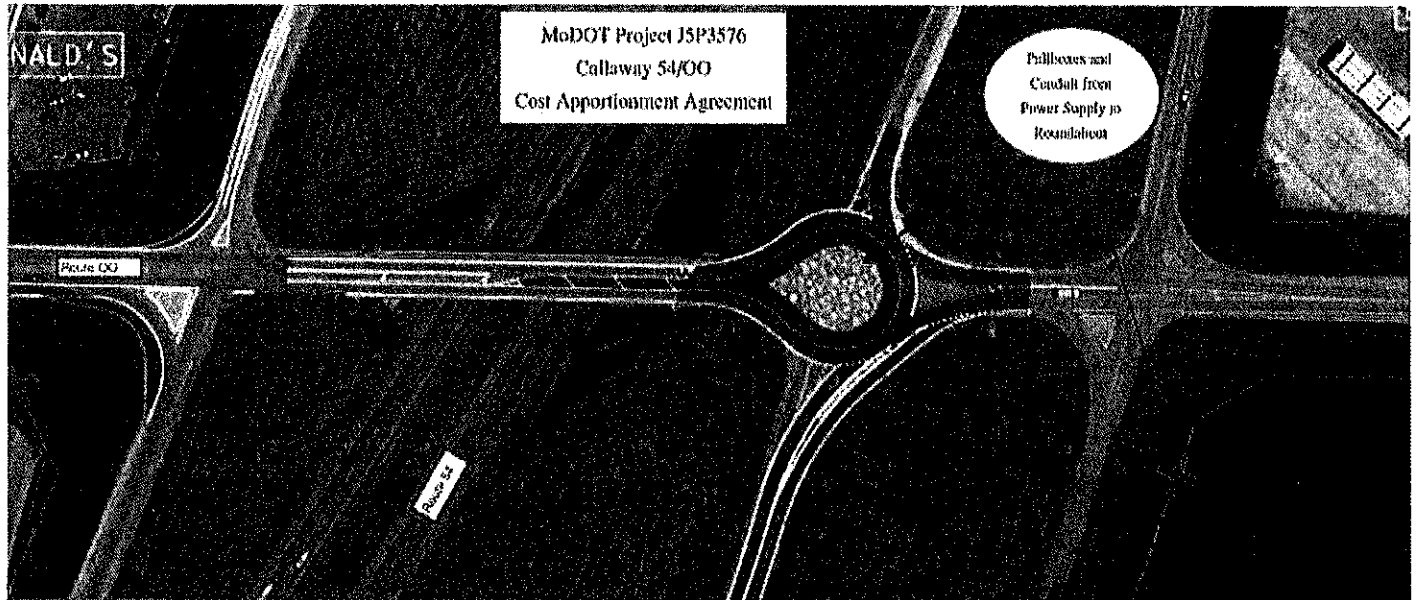 NALD'S
MoDOT Project J5P3576
Callaway 54/OO
Cost Apportionment Agreement
Pullboxes and
Conduit from
Power Supply to
Roundabout
Route OO
Route 54